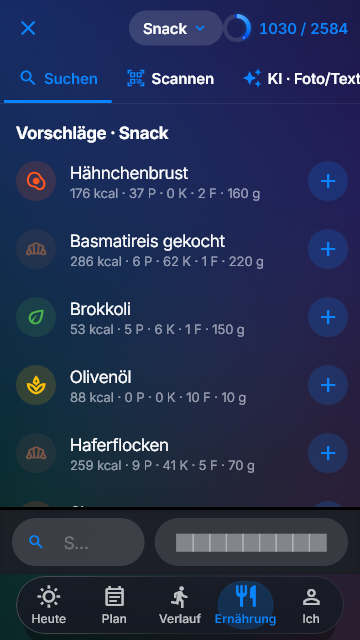 Snack
1030 / 2584
Suchen
Scannen
KI · Foto/Text
Vorschläge · Snack
Hähnchenbrust
176 kcal · 37 P · 0 K · 2 F · 160 g
Basmatireis gekocht
286 kcal · 6 P · 62 K · 1 F · 220 g
Brokkoli
53 kcal · 5 P · 6 K · 1 F · 150 g
Olivenöl
88 kcal · 0 P · 0 K · 10 F · 10 g
Haferflocken
259 kcal · 9 P · 41 K · 5 F · 70 g
S...
Heute
Plan
Verlauf
Ernährung
Ich